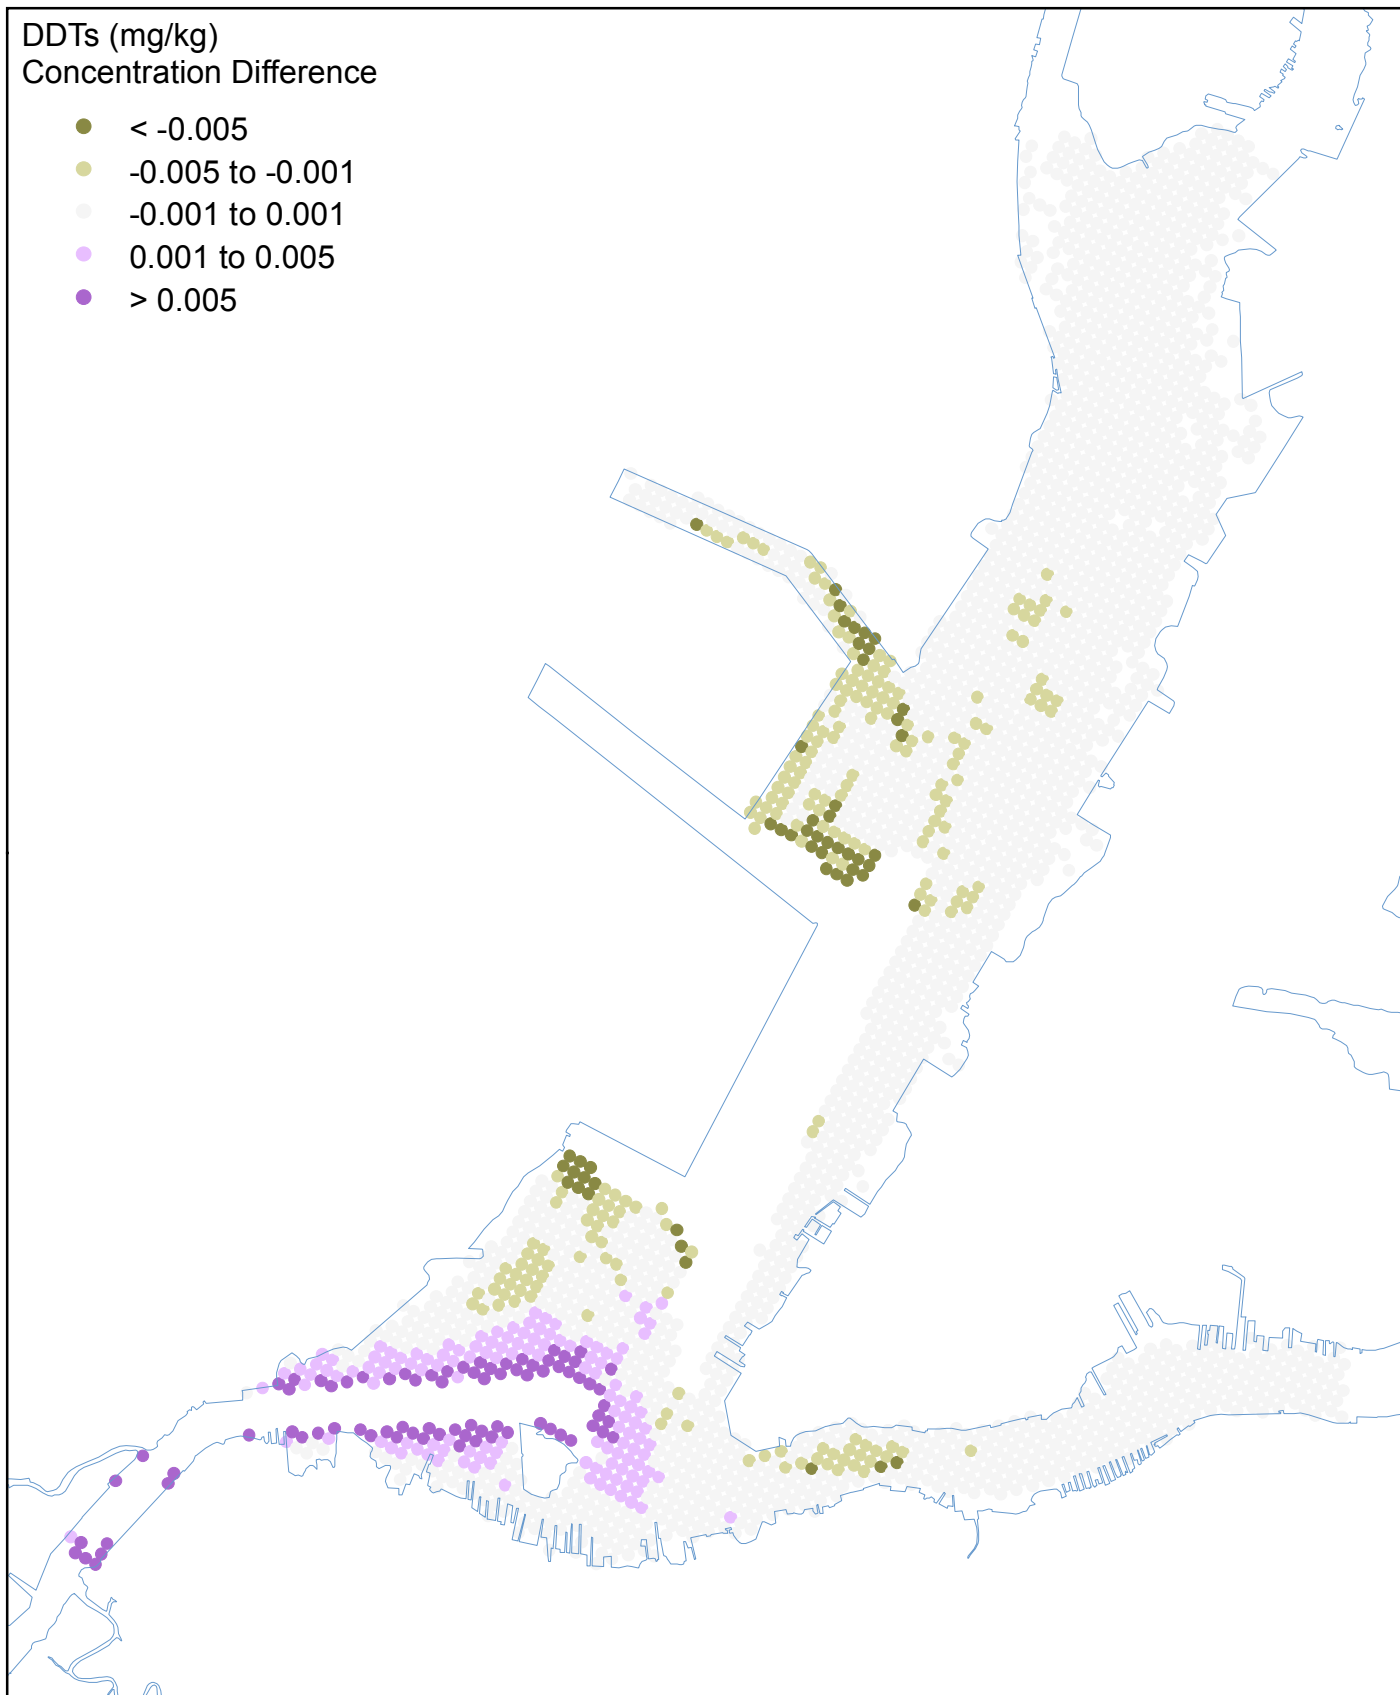 DDTs (mg/kg)
Concentration Difference
< -0.005
-0.005 to -0.001
-0.001 to 0.001
0.001 to 0.005
> 0.005